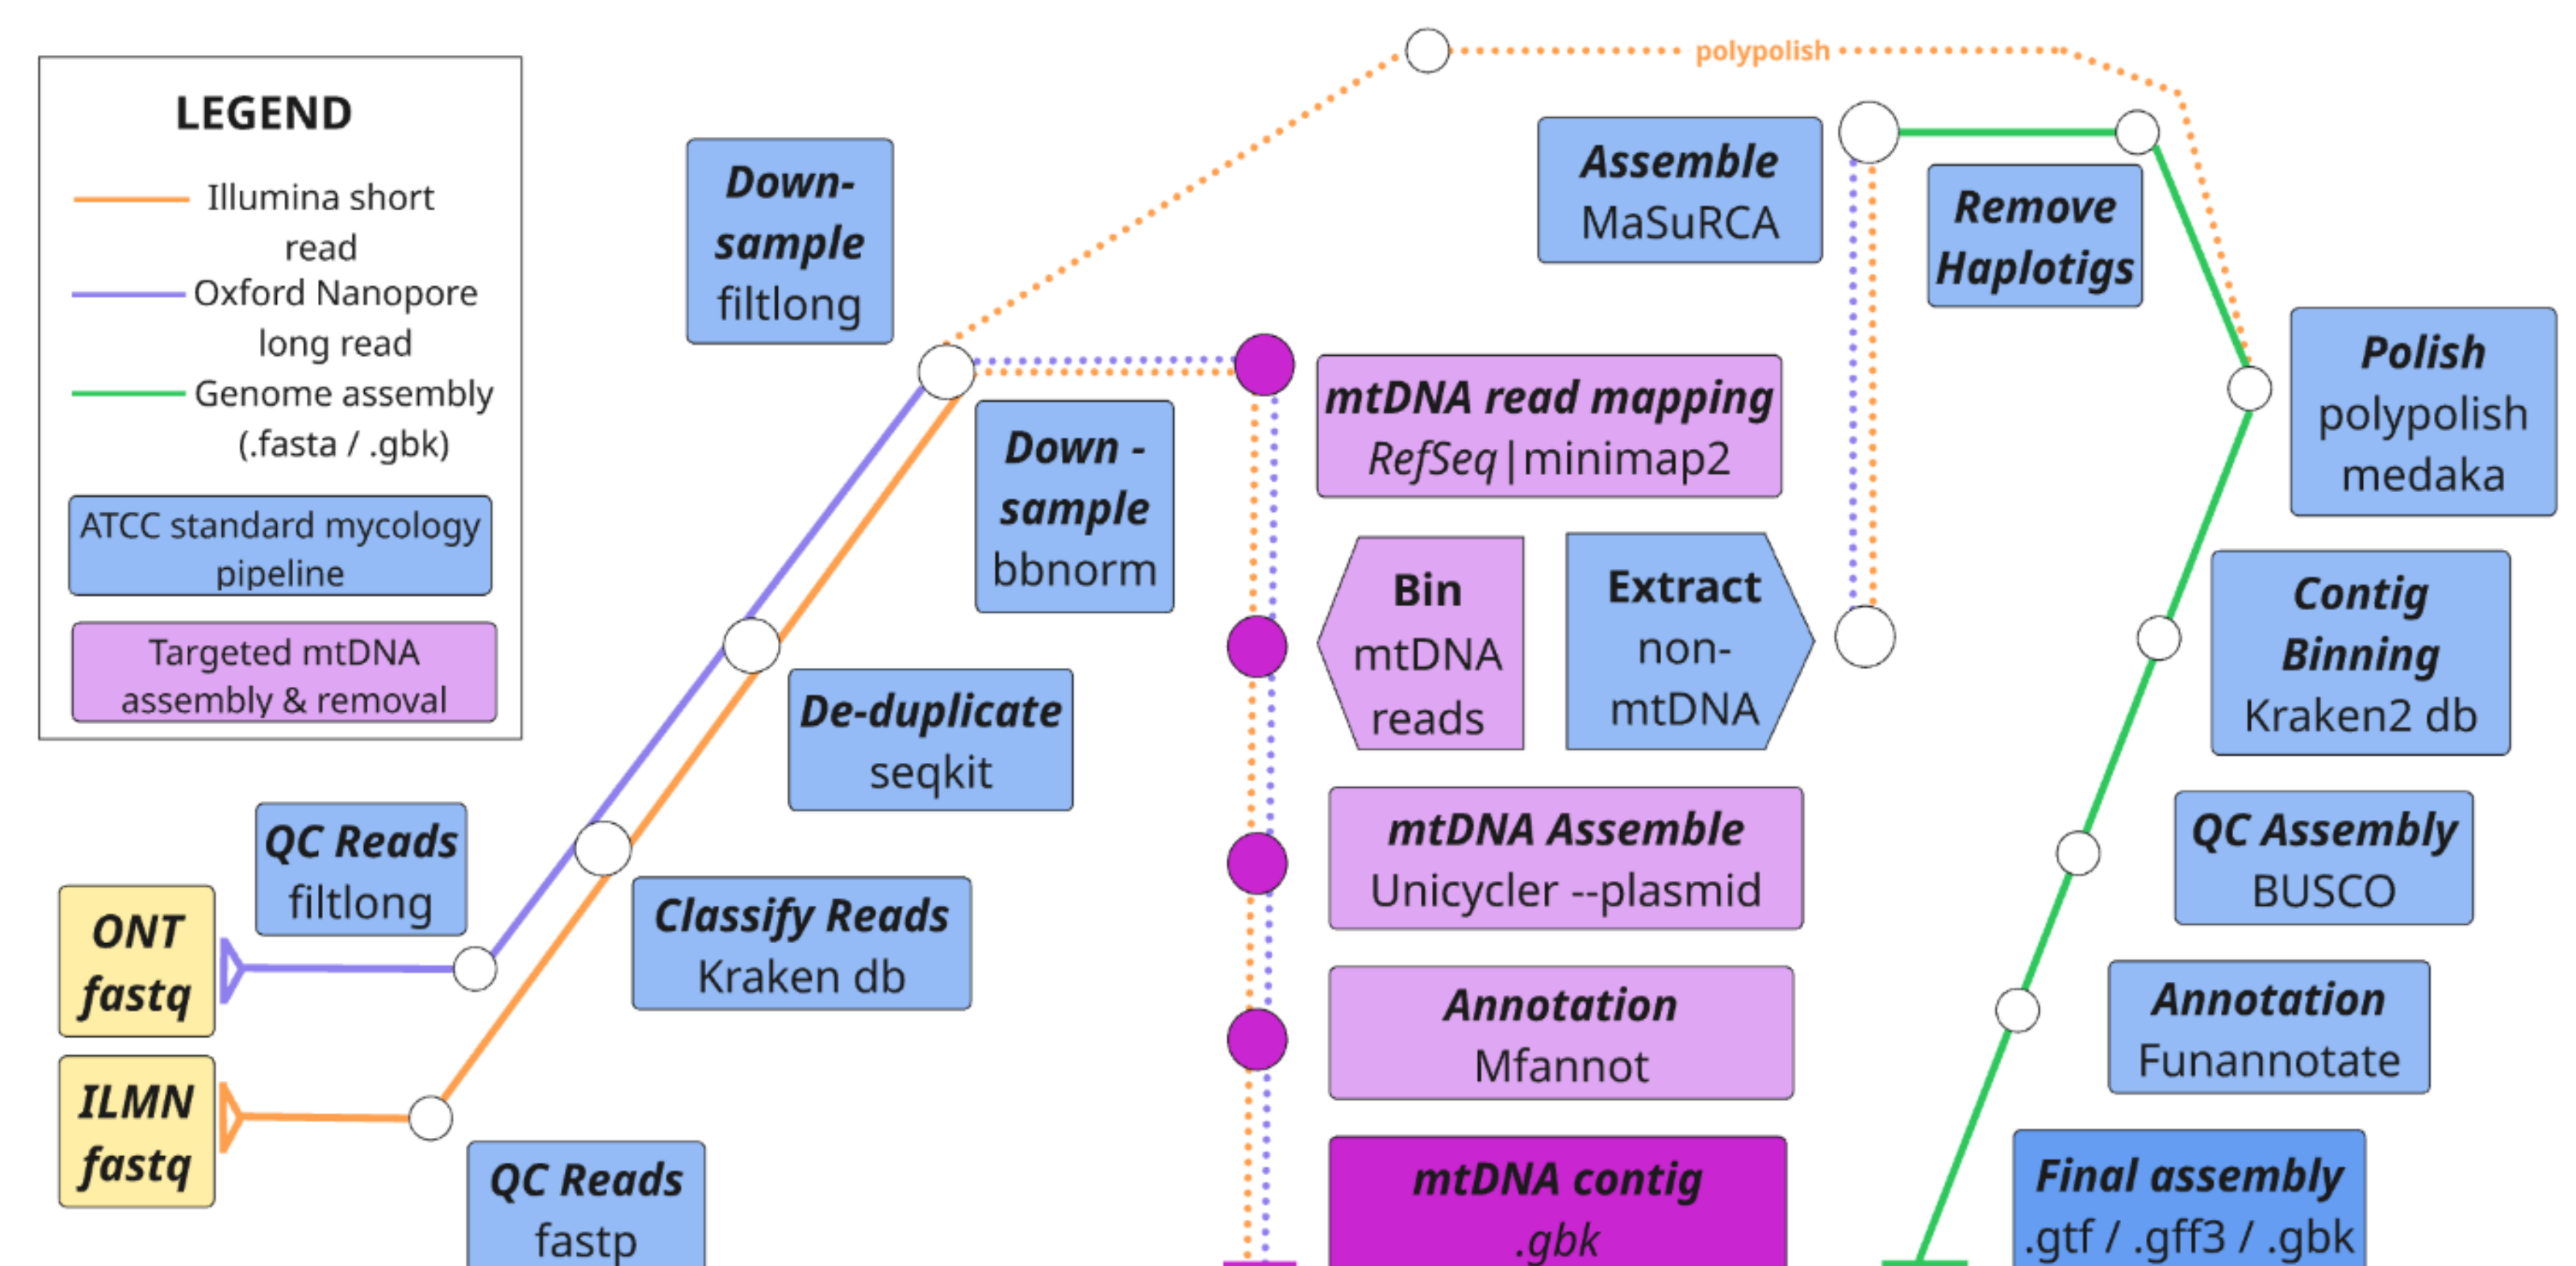 LEGEND
Illumina short
read
Oxford Nanopore
long read
Genome assembly
(.fasta / .gbk)
ATCC standard mycology
pipeline
Targeted mtDNA
assembly & removal
ONT
fastq
ILMN
fastq
QC Reads
filtlong
QC Reads
fastp
Classify Reads
Kraken db
De-duplicate
seqkit
Down-
sample
filtlong
Down -
sample
bbnorm
polypolish
mtDNA read mapping
RefSeq|minimap2
Bin
mtDNA
reads
Extract
non-
mtDNA
mtDNA Assemble
Unicycler --plasmid
Annotation
Mfannot
mtDNA contig
.gbk
Assemble
MaSuRCA
Remove
Haplotigs
Polish
polypolish
medaka
Contig
Binning
Kraken2 db
QC Assembly
BUSCO
Annotation
Funannotate
Final assembly
.gtf / .gff3 / .gbk